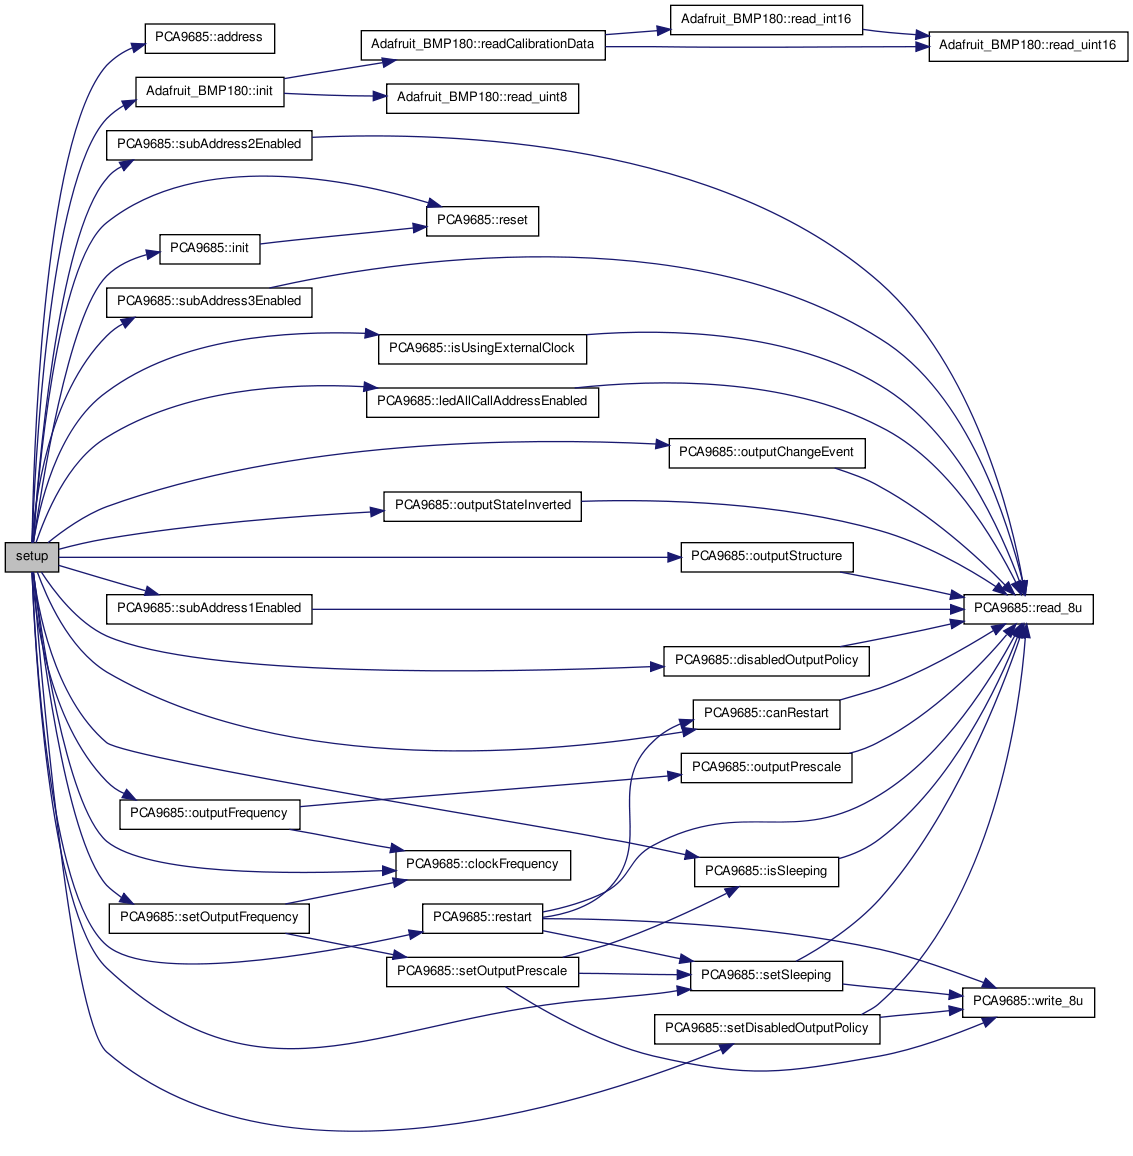 PCA9685::address
Adafruit_BMP180::read_int16
Adafruit_BMP180::readCalibrationData
Adafruit_BMP180::read_uint16
Adafruit_BMP180::init
Adafruit_BMP180::read_uint8
PCA9685::subAddress2Enabled
PCA9685::reset
PCA9685::init
PCA9685::subAddress3Enabled
PCA9685::isUsingExternalClock
PCA9685::ledAllCallAddressEnabled
PCA9685::outputChangeEvent
PCA9685::outputStateInverted
setup
PCA9685::outputStructure
PCA9685::subAddress1Enabled
PCA9685::read_8u
PCA9685::disabledOutputPolicy
PCA9685::canRestart
PCA9685::outputPrescale
PCA9685::outputFrequency
PCA9685::clockFrequency
PCA9685::isSleeping
PCA9685::setOutputFrequency
PCA9685::restart
PCA9685::setOutputPrescale
PCA9685::setSleeping
PCA9685::write_8u
PCA9685::setDisabledOutputPolicy